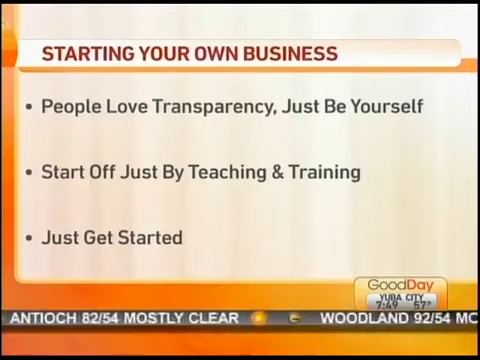 STARTING YOUR OWN BUSINESS
• People Love Transparency, Just Be Yourself
• Start Off Just By Teaching & Training
• Just Get Started
GoodDay
YUBA CITY
7:49 57°
ANTIOCH 82/54 MOSTLY CLEAR WOODLAND 92/54 MO